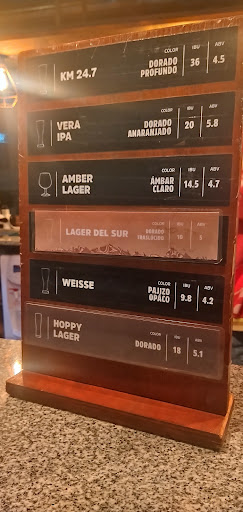 KM 24.7
COLOR
DORADO
PROFUNDO
IBU
36
ABV
4.5
VERA
IPA
COLOR
DORADO
ANARANJADO
IBU
20
ABV
5.8
AMBER
LAGER
COLOR
ÁMBAR
CLARO
IBU
14.5
ABV
4.7
LAGER DEL SUR
COLOR
DORADO
IBU
18
ABV
5
WEISSE
COLOR
PAJIZO
OPACO
IBU
9.8
ABV
4.2
HOPPY
LAGER
COLOR
DORADO
IBU
18
ABV
5.1